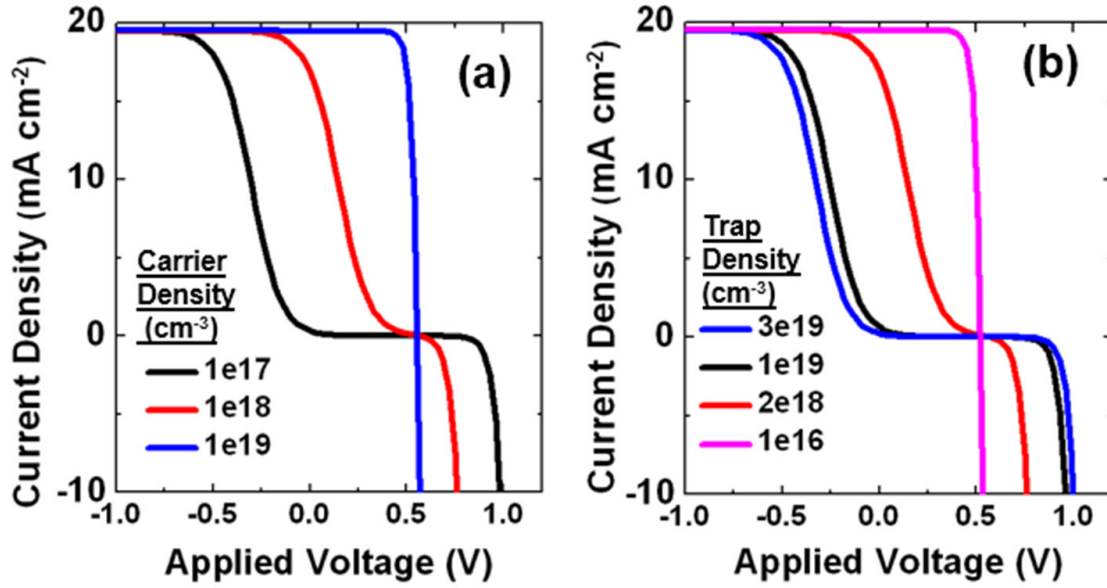 (a)
Current Density (mA cm-2)
20
10
0
-10
Carrier
Density
(cm-3)
1e17
1e18
1e19
-1.0 -0.5 0.0 0.5 1.0
Applied Voltage (V)
(b)
Current Density (mA cm-2)
20
10
0
-10
Trap
Density
(cm-3)
3e19
1e19
2e18
1e16
-1.0 -0.5 0.0 0.5 1.0
Applied Voltage (V)